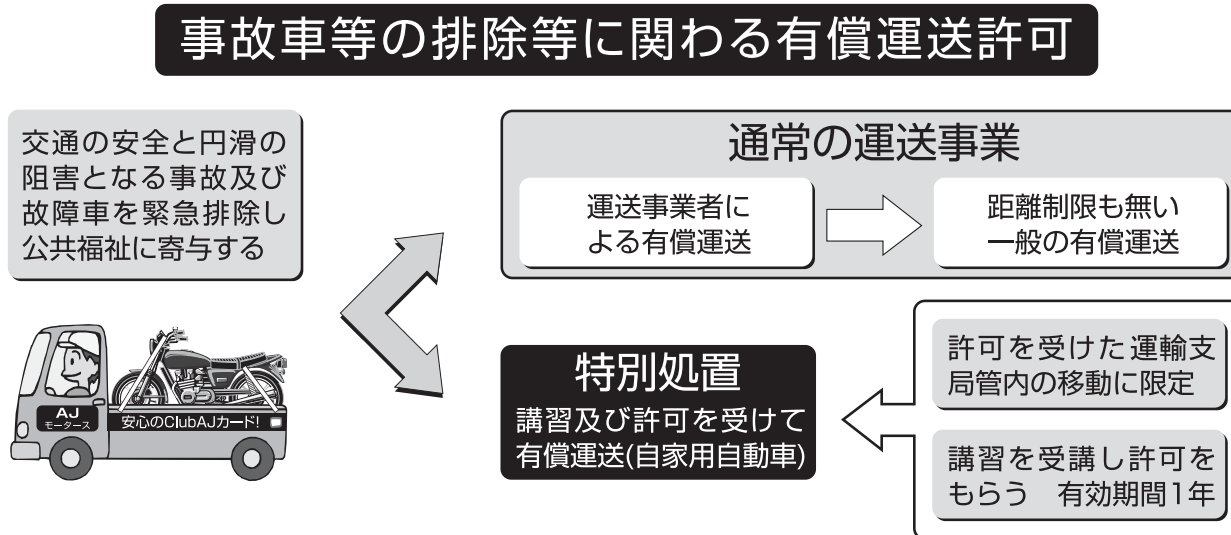 事故車等の排除等に関わる有償運送許可
交通の安全と円滑の
阻害となる事故及び
故障車を緊急排除し
公共福祉に寄与する
AJ
モータース
安心のClubAJカード!
通常の運送事業
運送事業者に
よる有償運送
距離制限も無い
一般の有償運送
特別処置
講習及び許可を受けて
有償運送(自家用自動車)
許可を受けた運輸支
局管内の移動に限定
講習を受講し許可を
もらう　有効期間1年